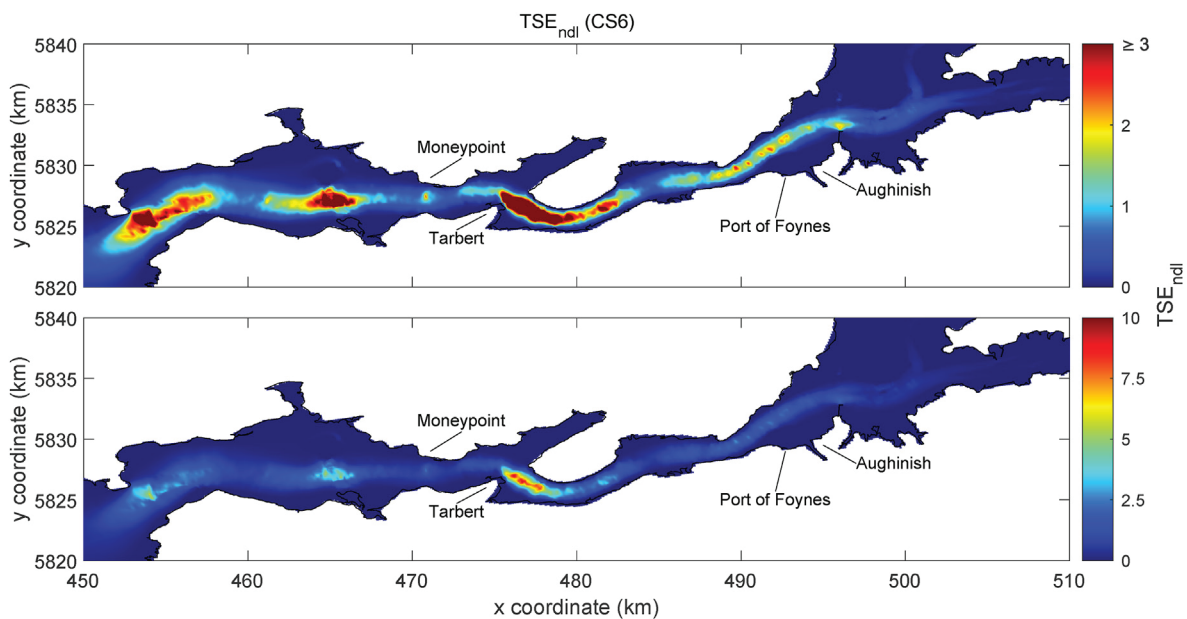 TSEndl (CS6)
5840
5835
5830
5825
5820
y coordinate (km)
Moneypoint
Tarbert
Port of Foynes
Aughinish
≥ 3
2
1
0
TSEndl
5840
5835
5830
5825
5820
y coordinate (km)
Moneypoint
Tarbert
Port of Foynes
Aughinish
10
7.5
5
2.5
0
450
460
470
480
490
500
510
x coordinate (km)